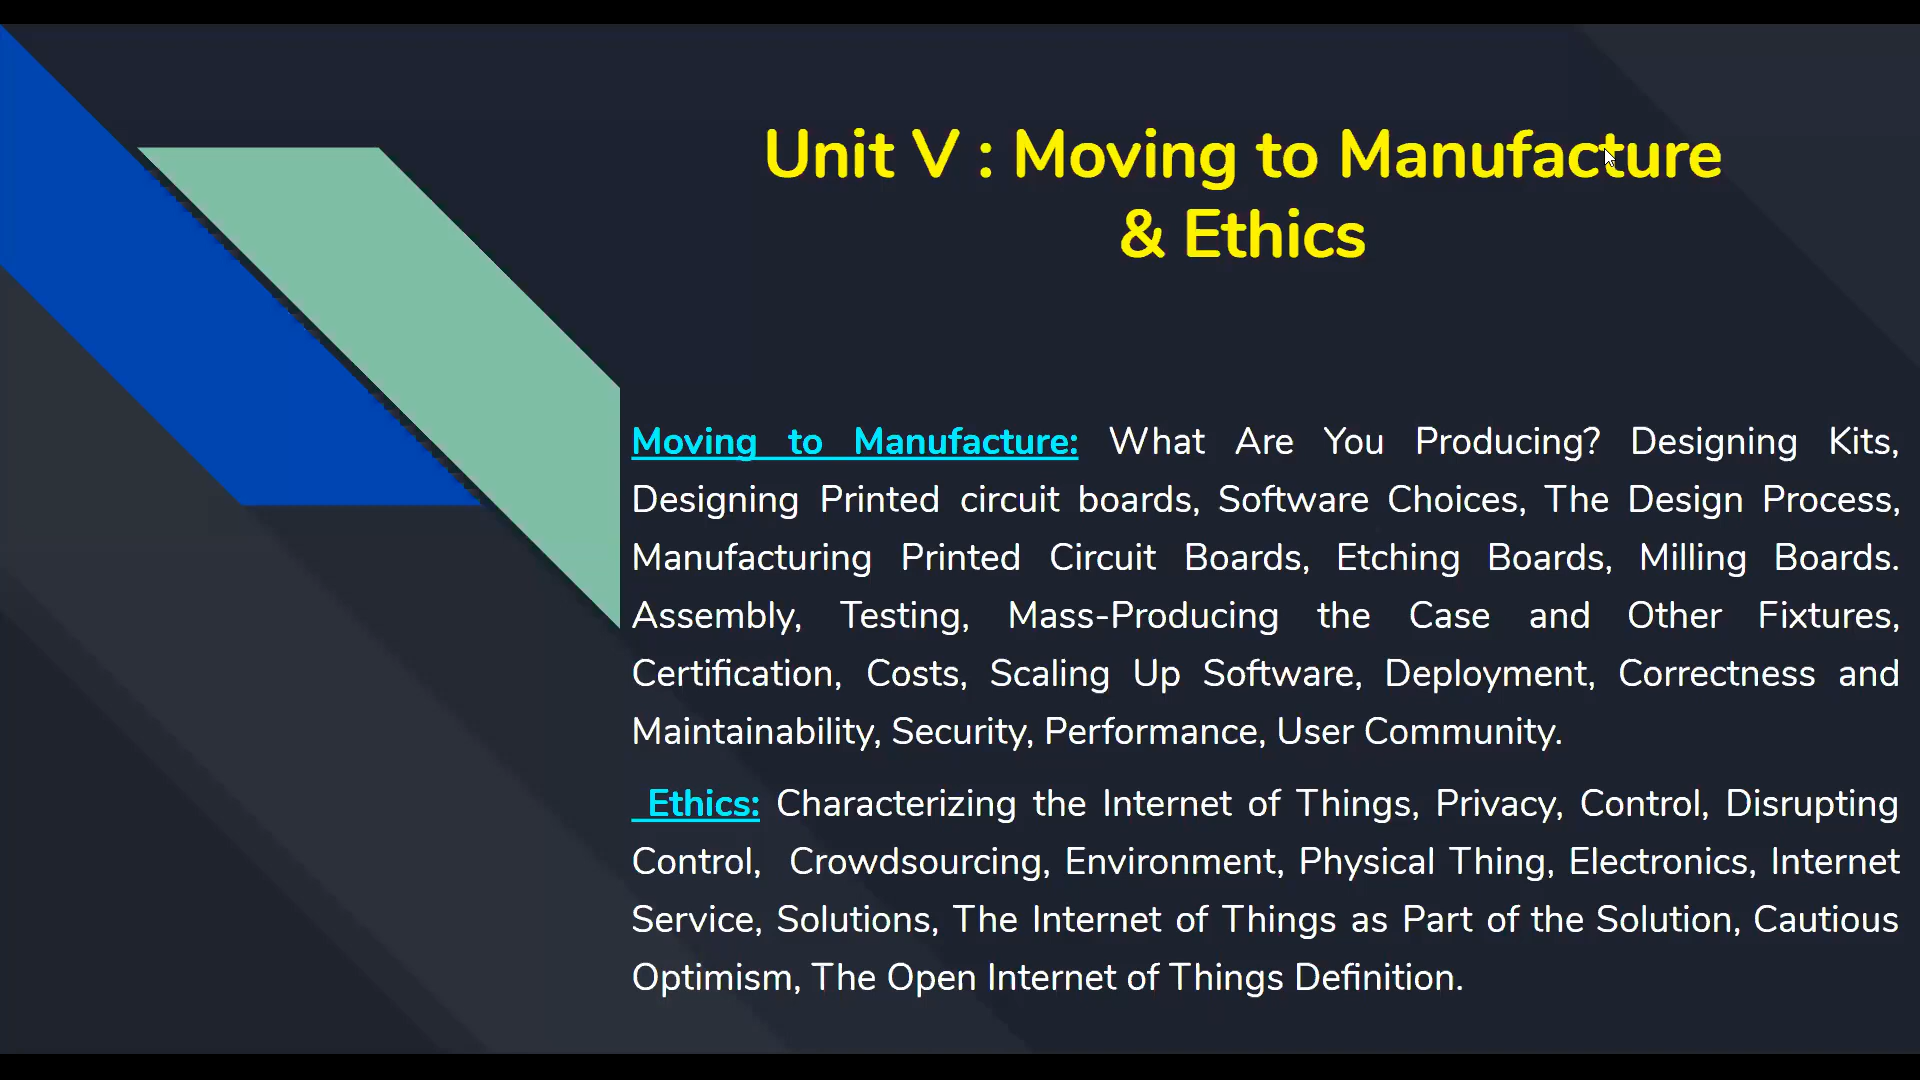 Unit V : Moving to Manufacture
& Ethics
Moving to Manufacture: What Are You Producing? Designing Kits,
Designing Printed circuit boards, Software Choices, The Design Process,
Manufacturing Printed Circuit Boards, Etching Boards, Milling Boards.
Assembly, Testing, Mass-Producing the Case and Other Fixtures,
Certification, Costs, Scaling Up Software, Deployment, Correctness and
Maintainability, Security, Performance, User Community.
Ethics: Characterizing the Internet of Things, Privacy, Control, Disrupting
Control, Crowdsourcing, Environment, Physical Thing, Electronics, Internet
Service, Solutions, The Internet of Things as Part of the Solution, Cautious
Optimism, The Open Internet of Things Definition.